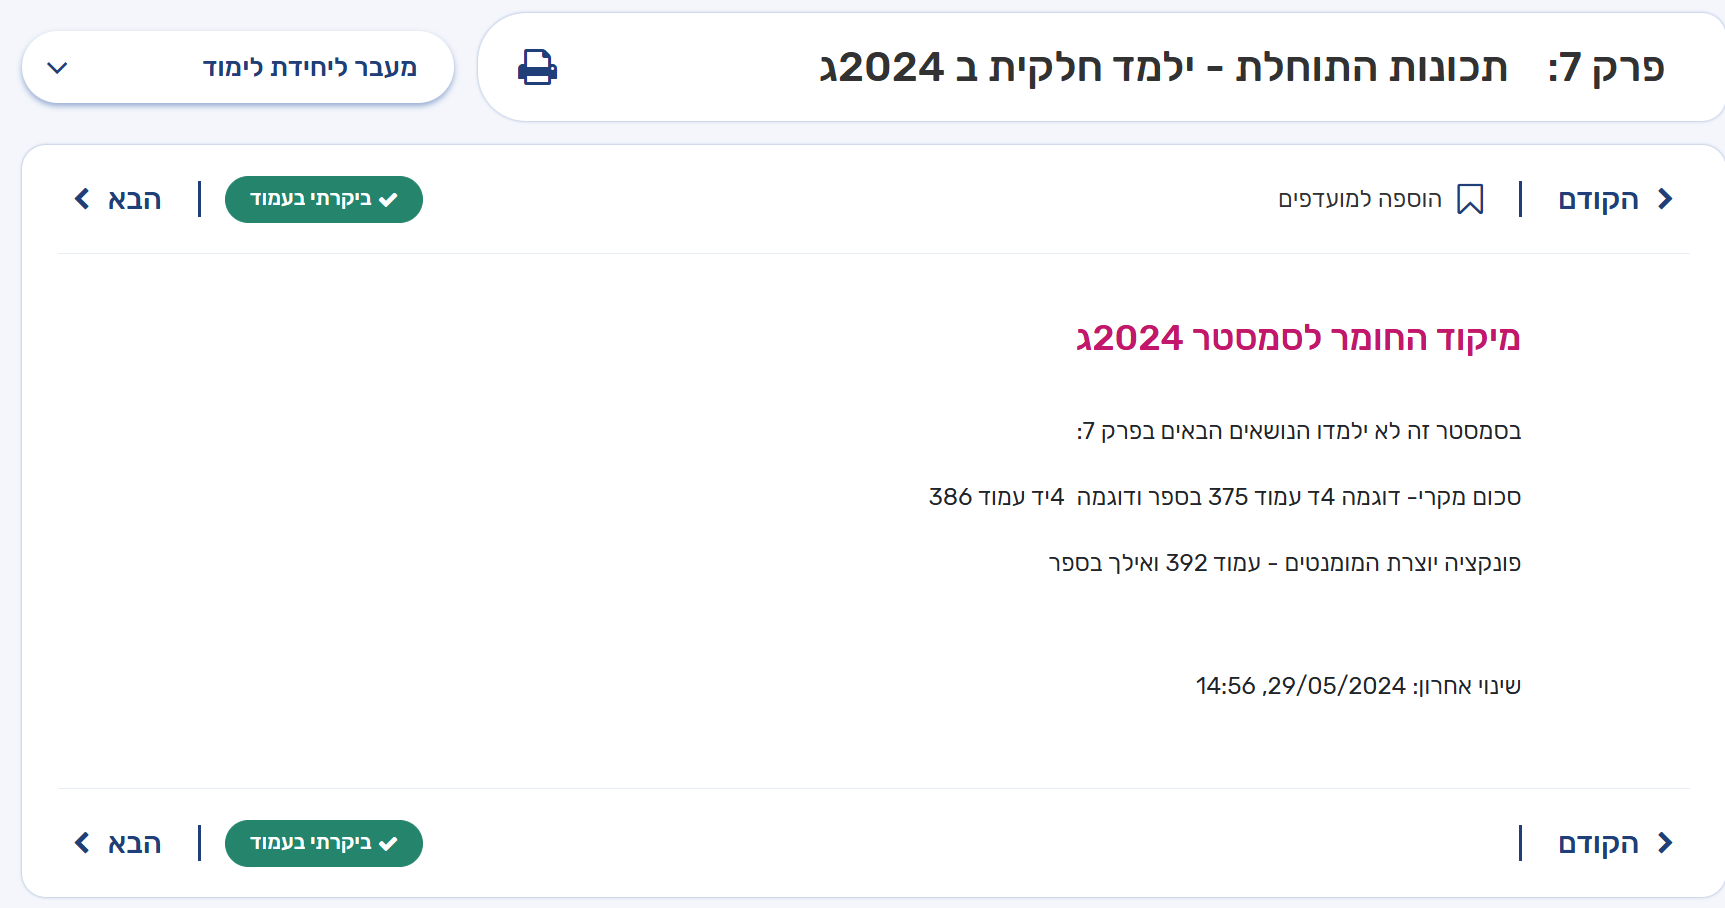 פרק 7: תכונות התוחלת - ילמד חלקית ב 2024ג
מעבר ליחידת לימוד
הקודם
הוספה למועדפים
ביקרתי בעמוד
הבא
מיקוד החומר לסמסטר 2024ג
בסמסטר זה לא ילמדו הנושאים הבאים בפרק 7:
סכום מקרי- דוגמה 4ד עמוד 375 בספר ודוגמה 4יד עמוד 386
פונקציה יוצרת המומנטים - עמוד 392 ואילך בספר
שינוי אחרון: 29/05/2024, 14:56
הקודם
ביקרתי בעמוד
הבא